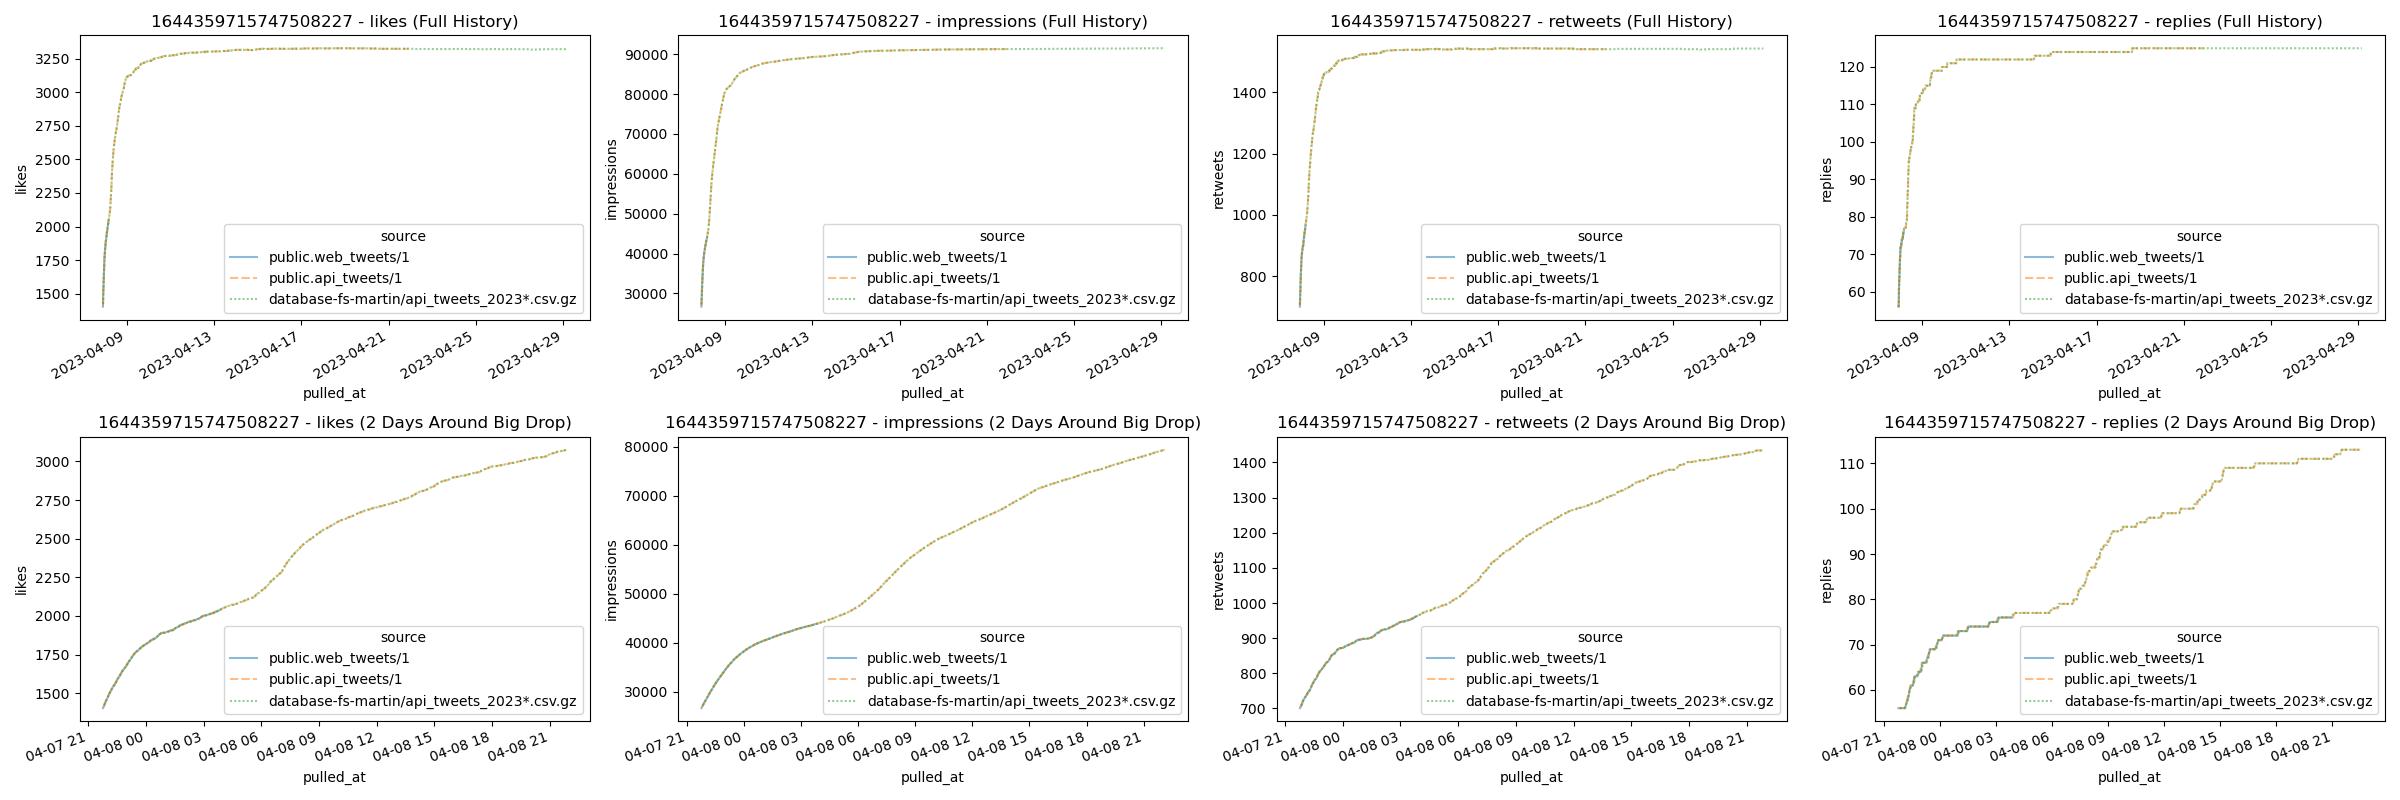 1644359715747508227 - likes (Full History)
likes
3250
3000
2750
2500
2250
2000
1750
1500
source
public.web_tweets/1
public.api_tweets/1
database-fs-martin/api_tweets_2023*.csv.gz
2023-04-09
2023-04-13
2023-04-17
2023-04-21
2023-04-25
2023-04-29
pulled_at
1644359715747508227 - impressions (Full History)
impressions
90000
80000
70000
60000
50000
40000
30000
source
public.web_tweets/1
public.api_tweets/1
database-fs-martin/api_tweets_2023*.csv.gz
2023-04-09
2023-04-13
2023-04-17
2023-04-21
2023-04-25
2023-04-29
pulled_at
1644359715747508227 - retweets (Full History)
retweets
1400
1200
1000
800
source
public.web_tweets/1
public.api_tweets/1
database-fs-martin/api_tweets_2023*.csv.gz
2023-04-09
2023-04-13
2023-04-17
2023-04-21
2023-04-25
2023-04-29
pulled_at
1644359715747508227 - replies (Full History)
replies
120
110
100
90
80
70
60
source
public.web_tweets/1
public.api_tweets/1
database-fs-martin/api_tweets_2023*.csv.gz
2023-04-09
2023-04-13
2023-04-17
2023-04-21
2023-04-25
2023-04-29
pulled_at
1644359715747508227 - likes (2 Days Around Big Drop)
likes
3000
2750
2500
2250
2000
1750
1500
source
public.web_tweets/1
public.api_tweets/1
database-fs-martin/api_tweets_2023*.csv.gz
04-07 21
04-08 00
04-08 03
04-08 06
04-08 09
04-08 12
04-08 15
04-08 18
04-08 21
pulled_at
1644359715747508227 - impressions (2 Days Around Big Drop)
impressions
80000
70000
60000
50000
40000
30000
source
public.web_tweets/1
public.api_tweets/1
database-fs-martin/api_tweets_2023*.csv.gz
04-07 21
04-08 00
04-08 03
04-08 06
04-08 09
04-08 12
04-08 15
04-08 18
04-08 21
pulled_at
1644359715747508227 - retweets (2 Days Around Big Drop)
retweets
1400
1300
1200
1100
1000
900
800
700
source
public.web_tweets/1
public.api_tweets/1
database-fs-martin/api_tweets_2023*.csv.gz
04-07 21
04-08 00
04-08 03
04-08 06
04-08 09
04-08 12
04-08 15
04-08 18
04-08 21
pulled_at
1644359715747508227 - replies (2 Days Around Big Drop)
replies
110
100
90
80
70
60
source
public.web_tweets/1
public.api_tweets/1
database-fs-martin/api_tweets_2023*.csv.gz
04-07 21
04-08 00
04-08 03
04-08 06
04-08 09
04-08 12
04-08 15
04-08 18
04-08 21
pulled_at